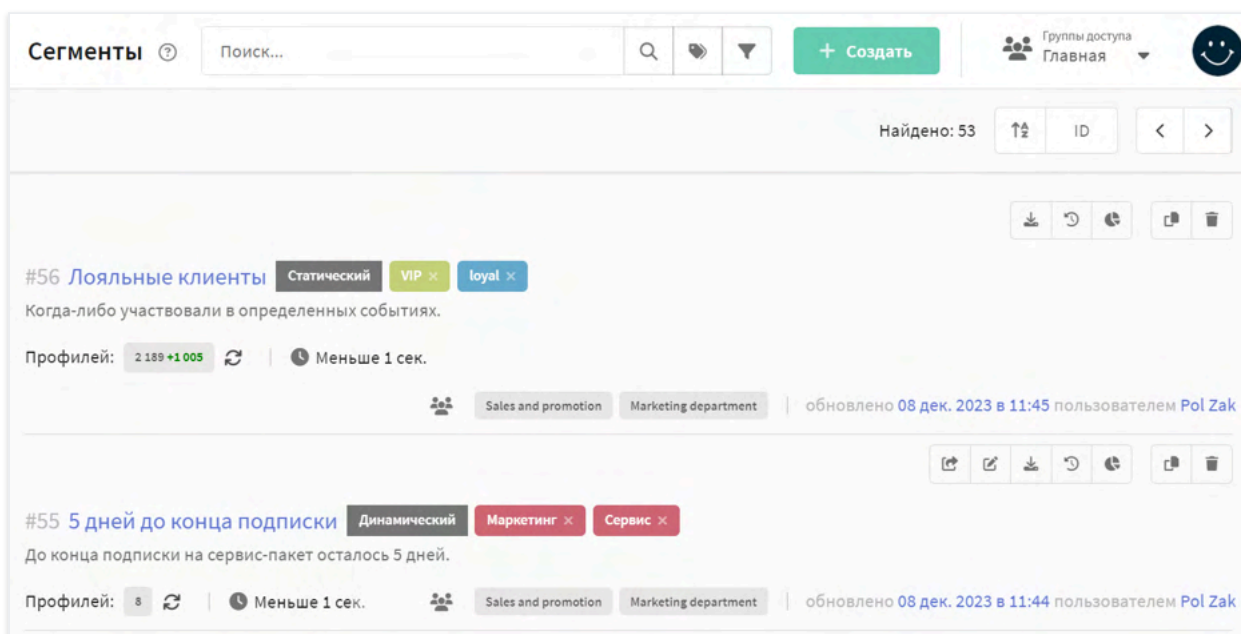 Сегменты ?
Поиск...
+ Создать
Группы доступа
Главная
Найдено: 53
ID
#56 Лояльные клиенты Статический VIP × loyal ×
Когда-либо участвовали в определенных событиях.
Профилей: 2 189 +1 005 Меньше 1 сек.
Sales and promotion Marketing department обновлено 08 дек. 2023 в 11:45 пользователем Pol Zak
#55 5 дней до конца подписки Динамический Маркетинг × Сервис ×
До конца подписки на сервис-пакет осталось 5 дней.
Профилей: 8 Меньше 1 сек. Sales and promotion Marketing department обновлено 08 дек. 2023 в 11:44 пользователем Pol Zak